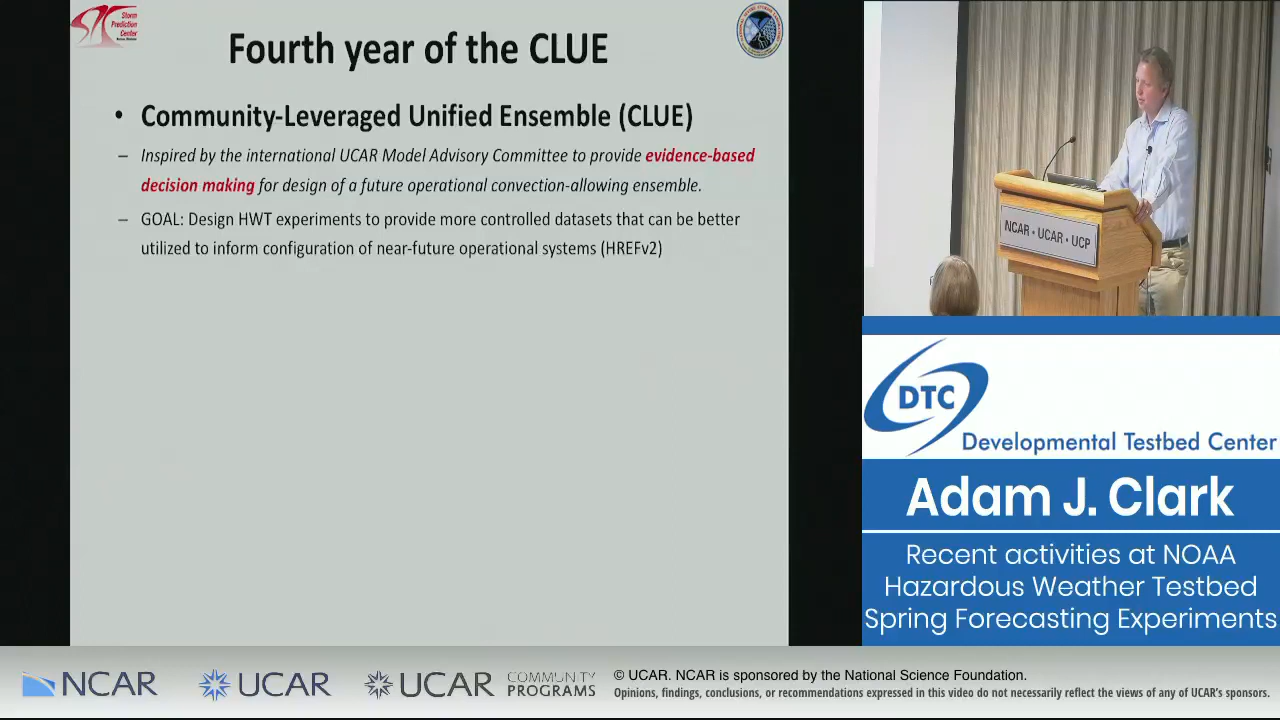 Storm
Prediction
Center
Fourth year of the CLUE
• Community-Leveraged Unified Ensemble (CLUE)
– Inspired by the international UCAR Model Advisory Committee to provide evidence-based
decision making for design of a future operational convection-allowing ensemble.
– GOAL: Design HWT experiments to provide more controlled datasets that can be better
utilized to inform configuration of near-future operational systems (HREFv2)
NCAR • UCAR • UCP
DTC
Developmental Testbed Center
Adam J. Clark
Recent activities at NOAA
Hazardous Weather Testbed
Spring Forecasting Experiments
NCAR
UCAR
UCAR
COMMUNITY
PROGRAMS
© UCAR. NCAR is sponsored by the National Science Foundation.
Opinions, findings, conclusions, or recommendations expressed in this video do not necessarily reflect the views of any of UCAR's sponsors.